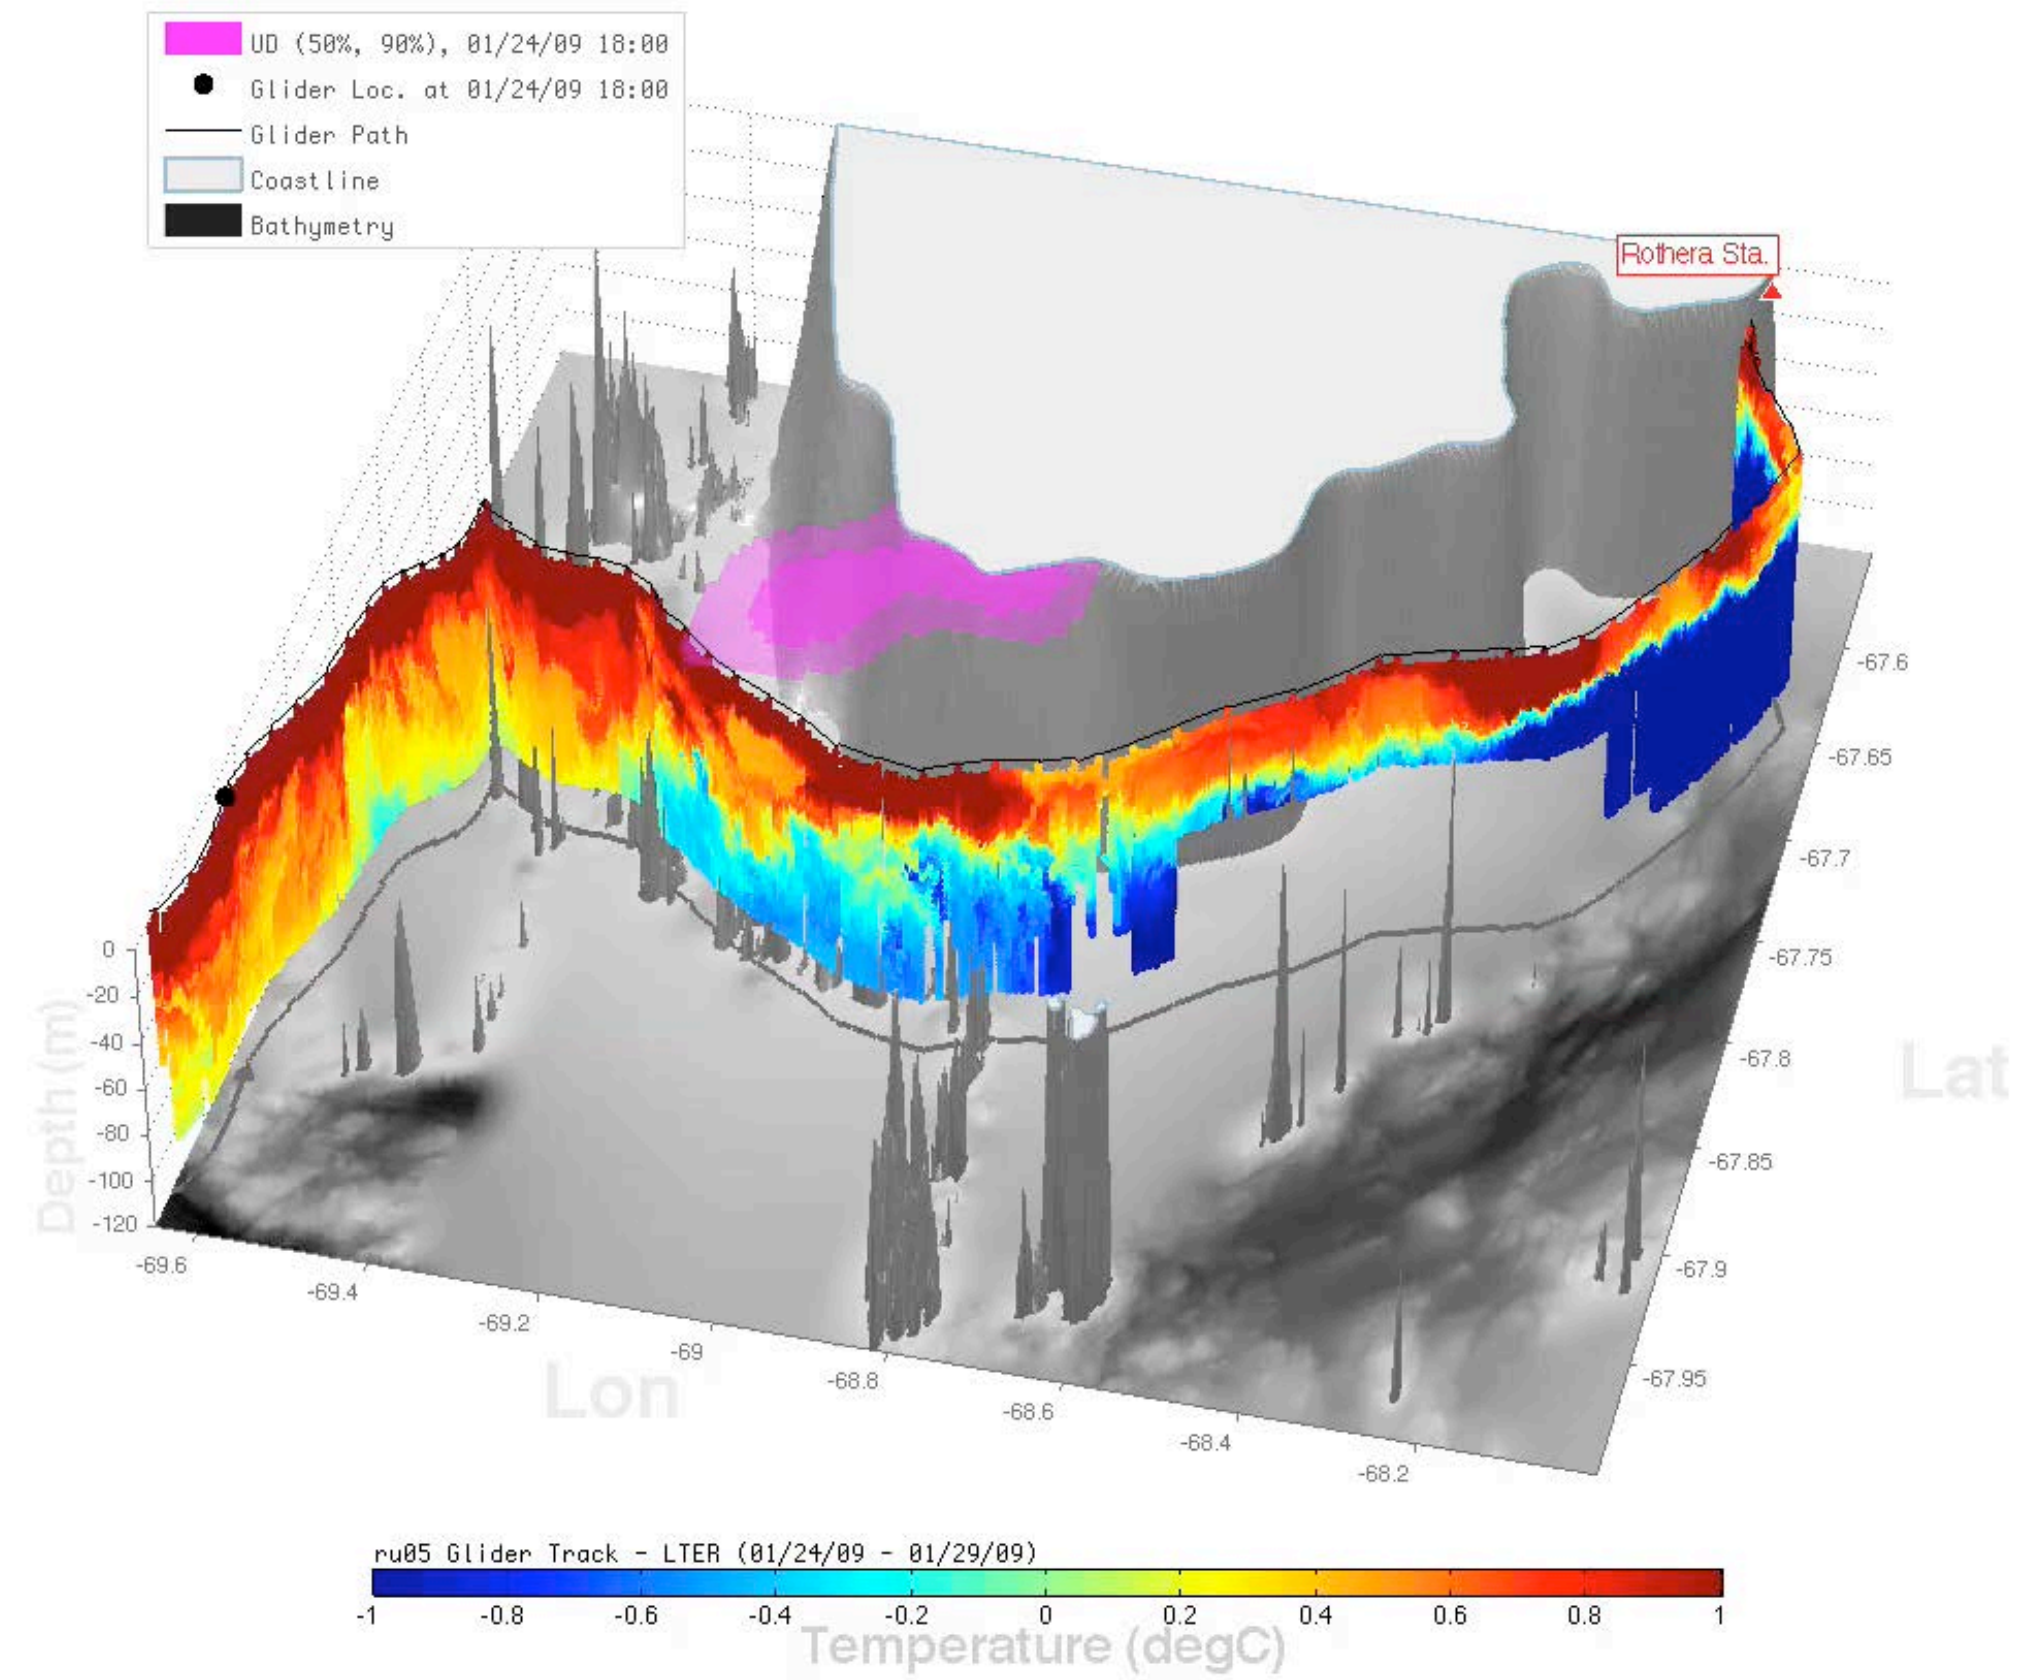 UD (50%, 90%), 01/24/09 18:00
Glider Loc. at 01/24/09 18:00
Glider Path
Coastline
Bathymetry
Rothera Sta.
-67.6
-67.65
-67.7
-67.75
-67.8
-67.85
-67.9
-67.95
Lat
0
-20
-40
-60
-80
-100
-120
Depth (m)
-69.6
-69.4
-69.2
-69
-68.8
-68.6
-68.4
-68.2
Lon
ru05 Glider Track - LTER (01/24/09 - 01/29/09)
-1 -0.8 -0.6 -0.4 -0.2 0 0.2 0.4 0.6 0.8 1
Temperature (degC)